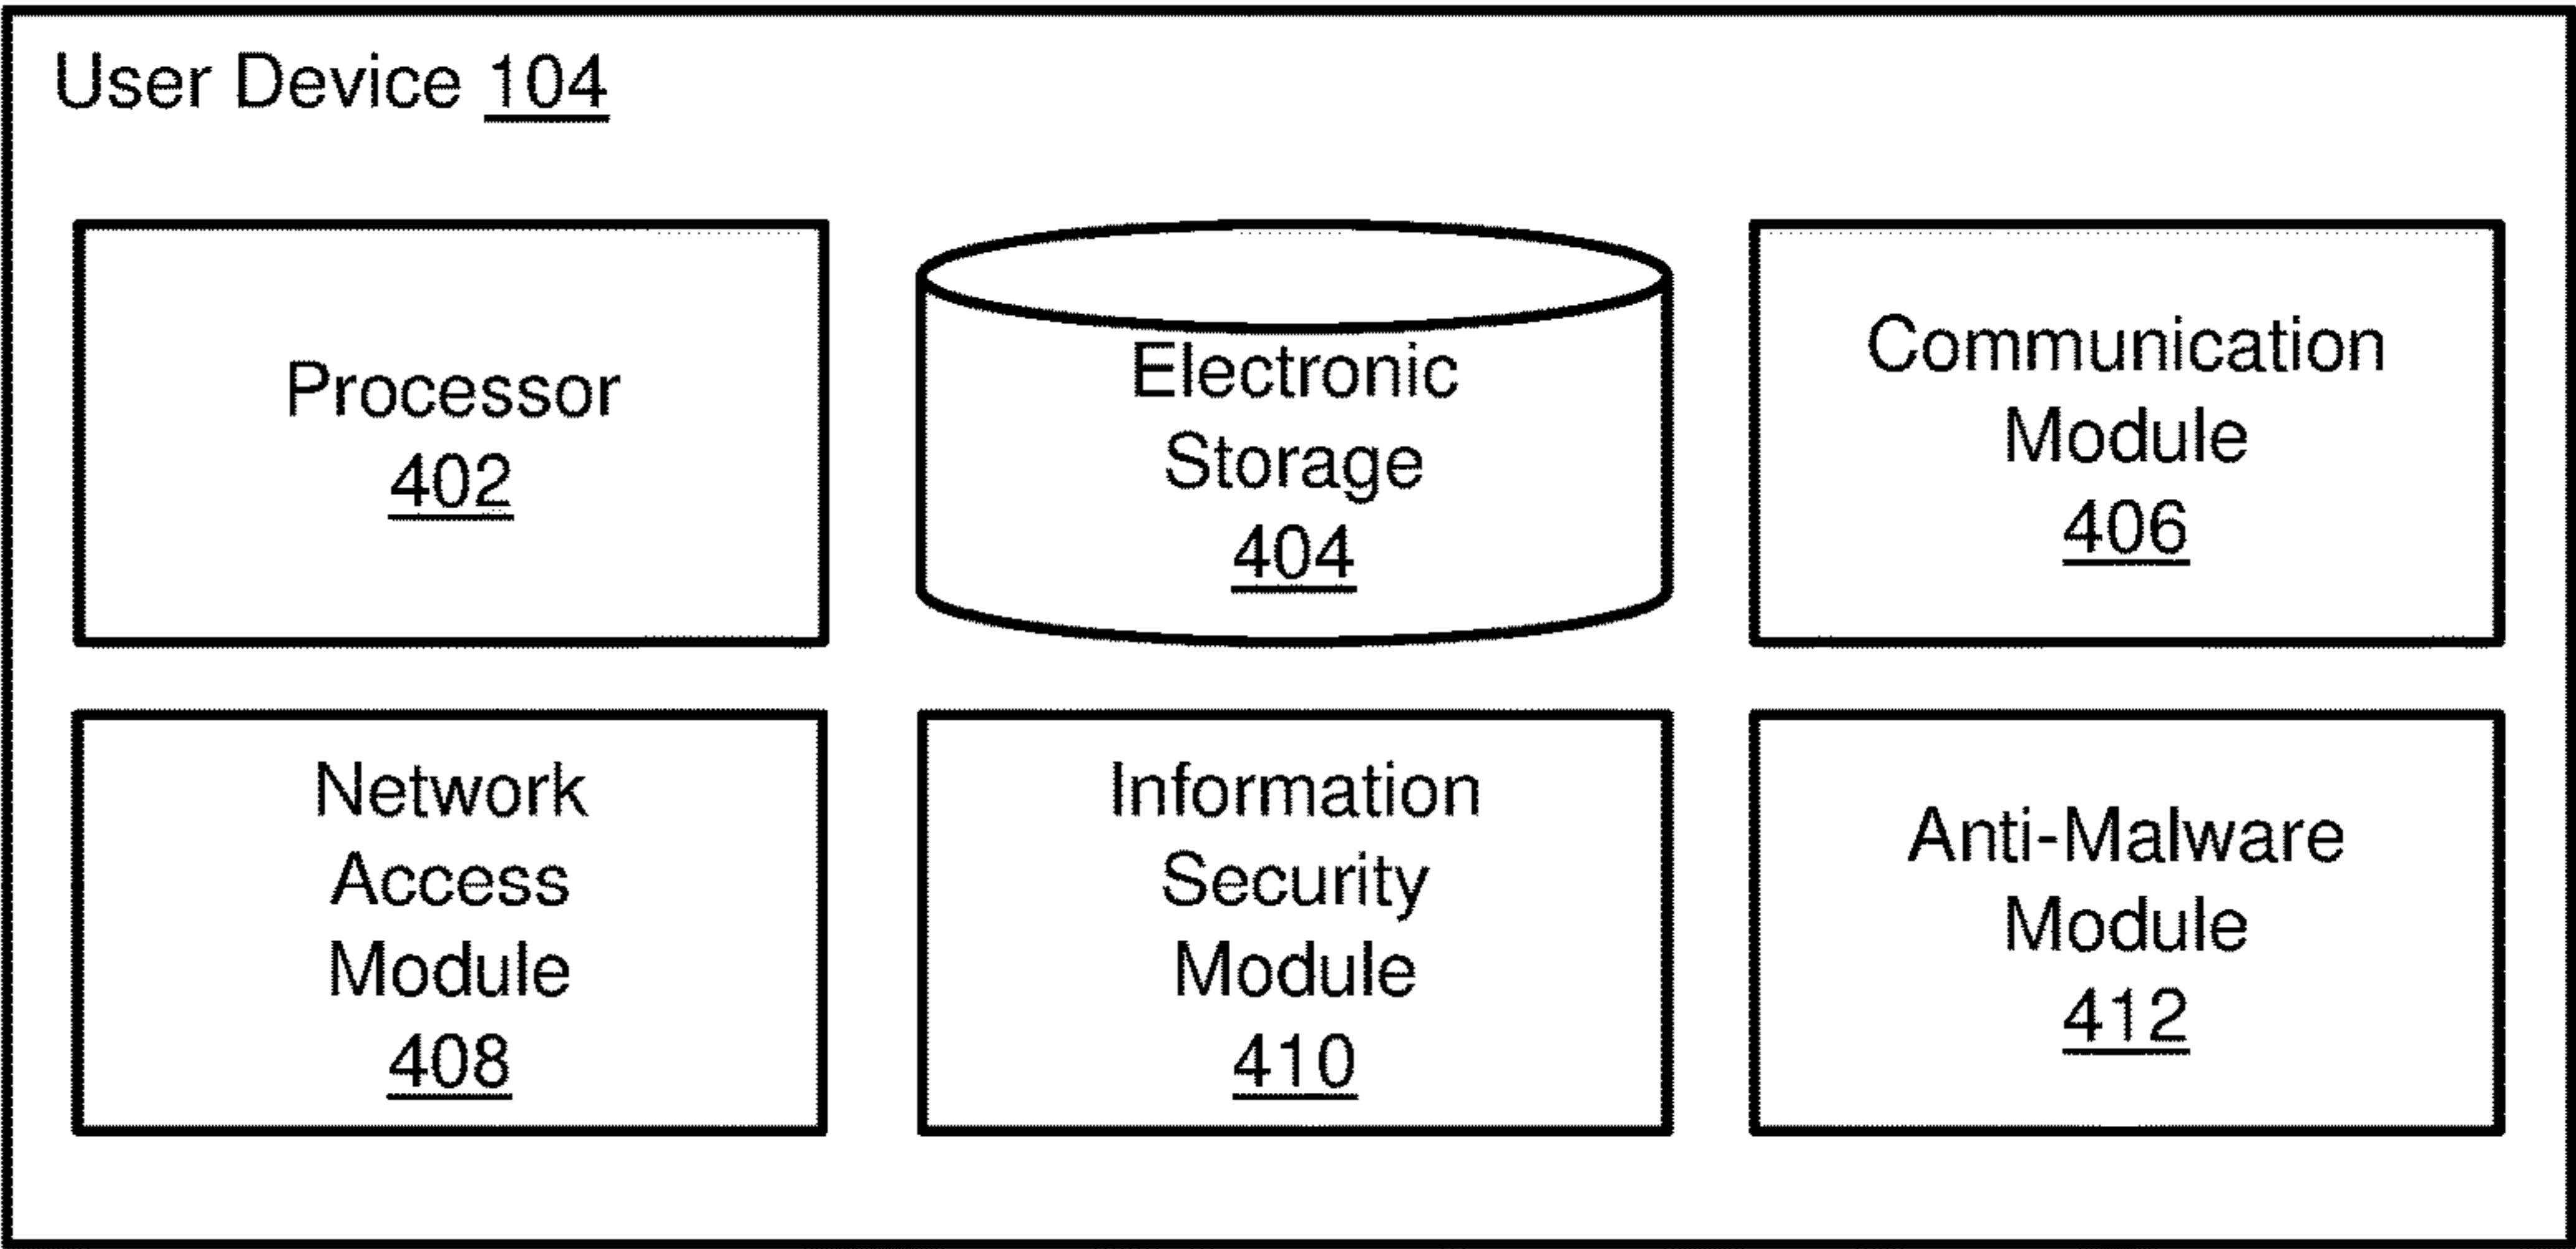 User Device 104
Processor
402
Electronic
Storage
404
Communication
Module
406
Network
Access
Module
408
Information
Security
Module
410
Anti-Malware
Module
412